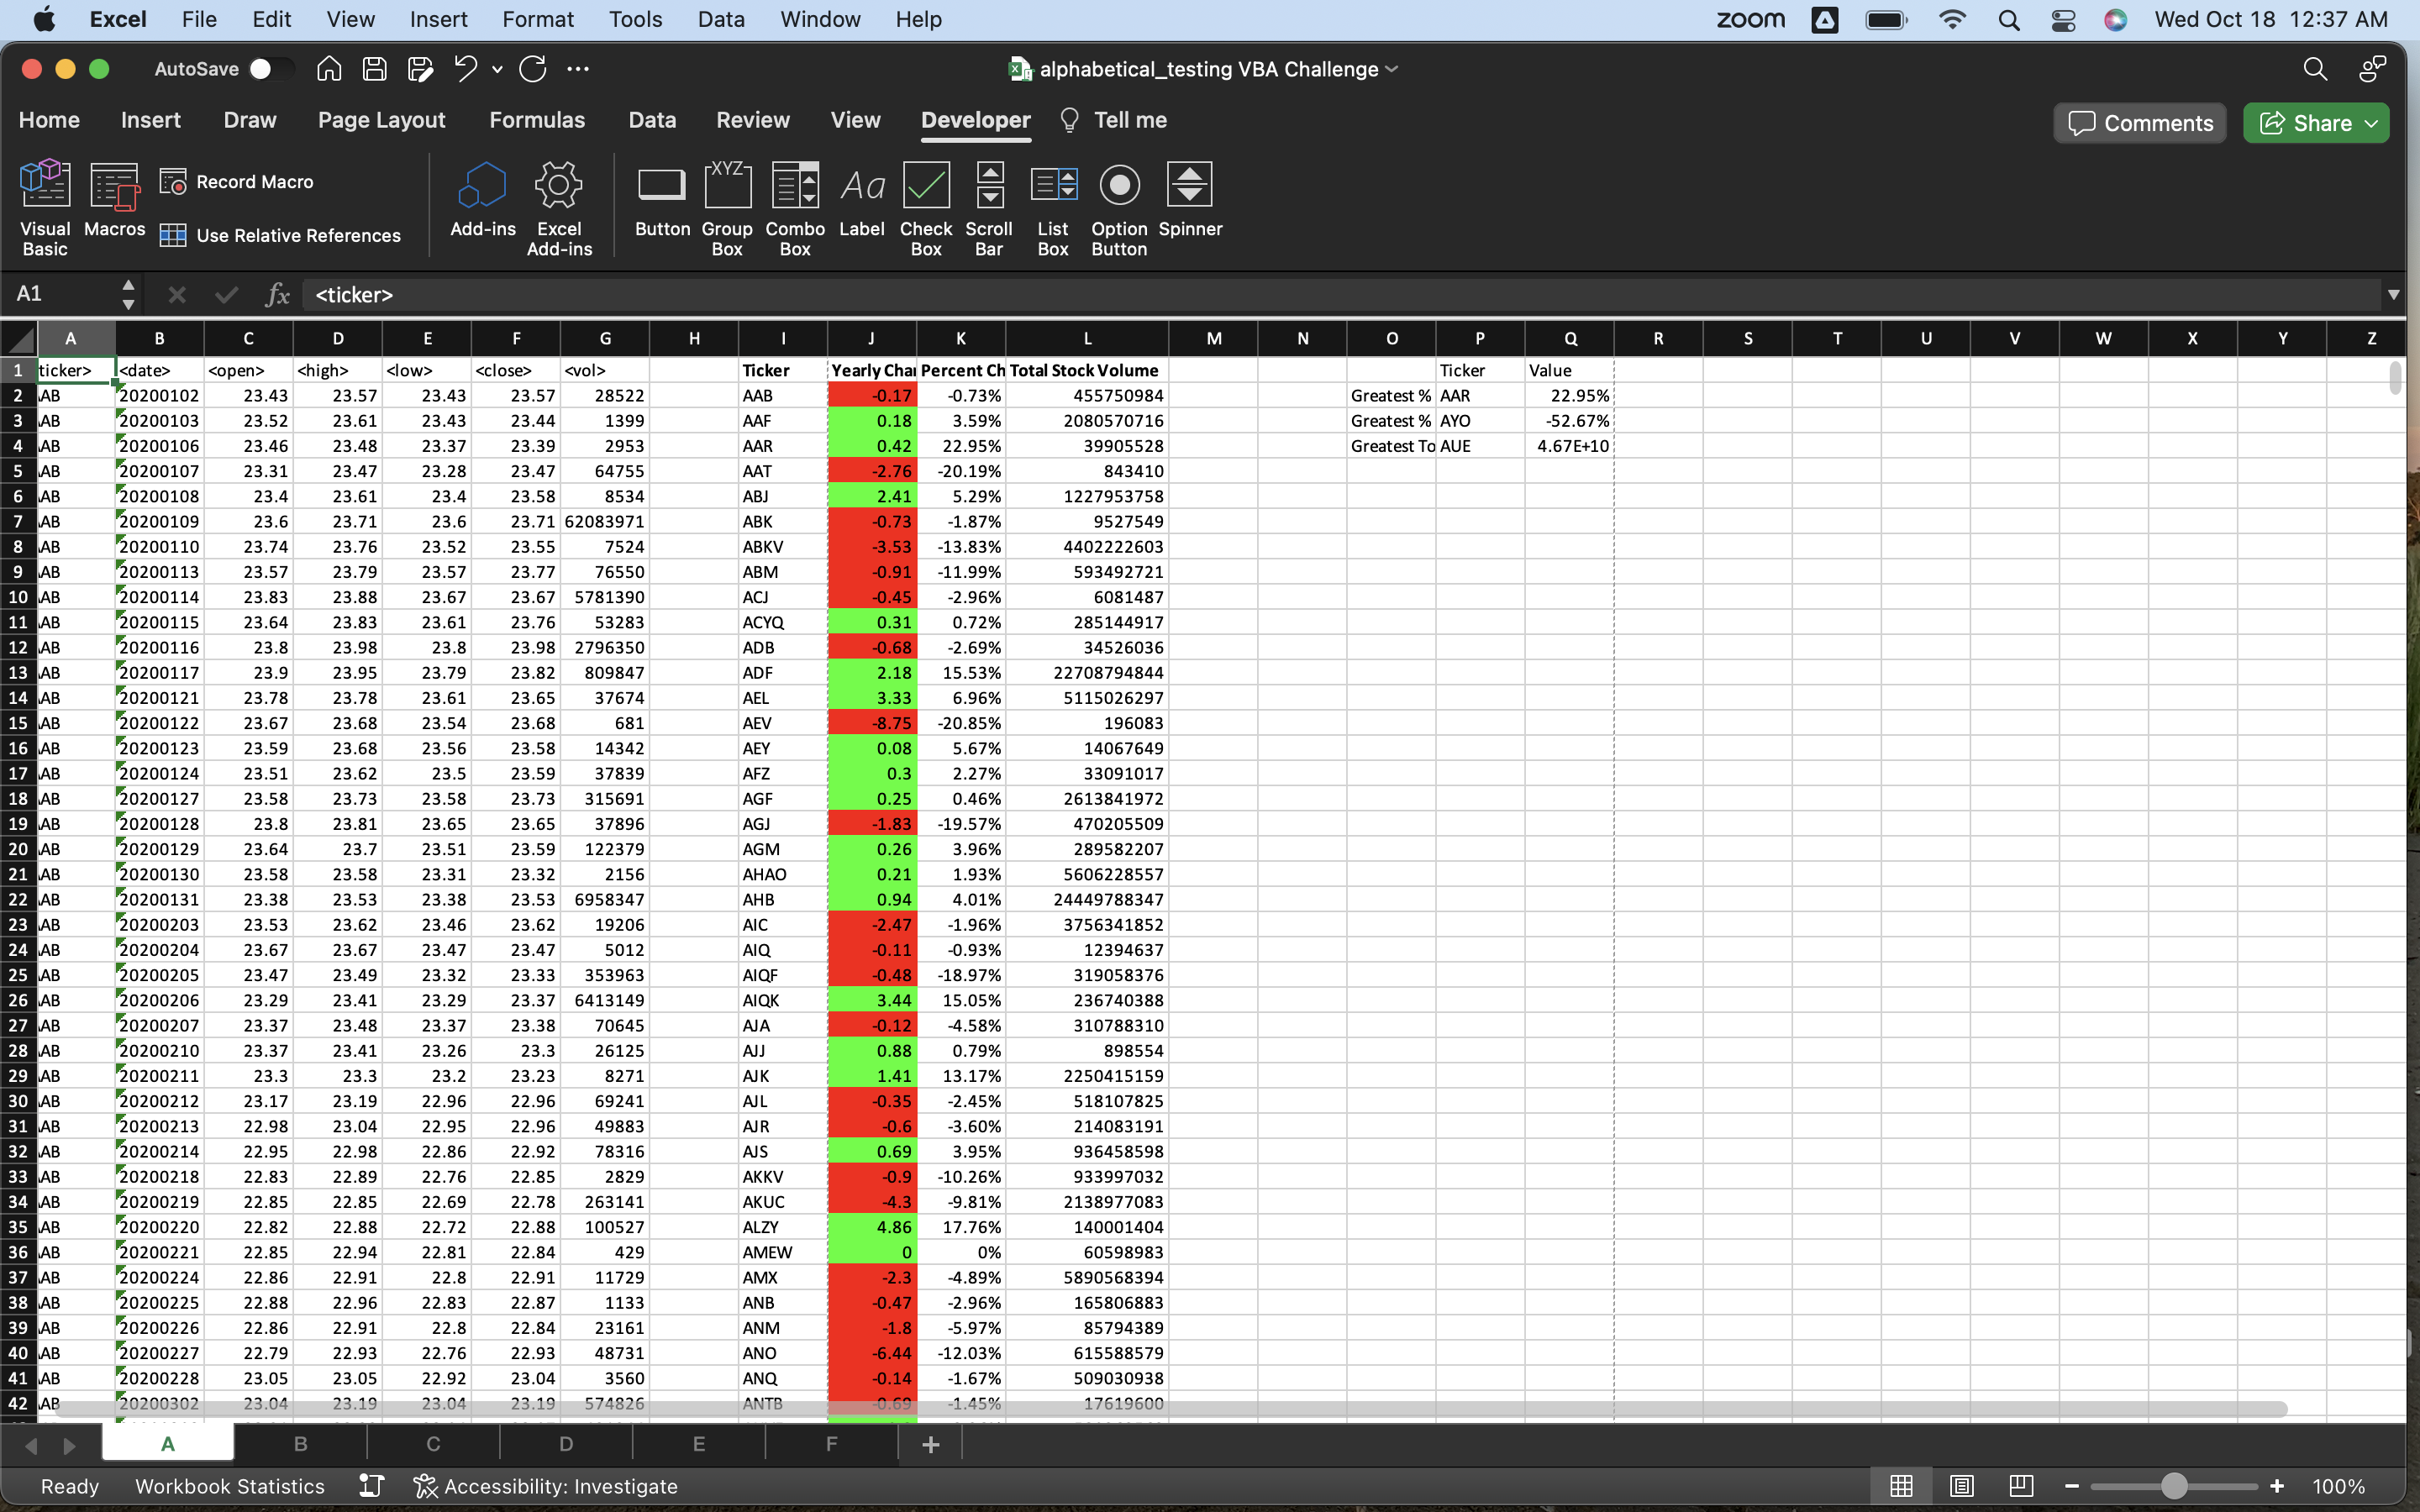 Excel File Edit View Insert Format Tools Data Window Help zoom Wed Oct 18 12:37 AM
AutoSave alphabetical_testing VBA Challenge
Home Insert Draw Page Layout Formulas Data Review View Developer Tell me Comments Share
Visual Basic Macros Record Macro Use Relative References Add-ins Excel Add-ins Button XYZ Group Box Combo Box Aa Label Check Box Scroll Bar List Box Option Button Spinner
A1 fx <ticker>
A B C D E F G H I J K L M N O P Q R S T U V W X Y Z
1 ticker> <date> <open> <high> <low> <close> <vol> Ticker Yearly Char Percent Ch Total Stock Volume Ticker Value
2 AB 20200102 23.43 23.57 23.43 23.57 28522 AAB -0.17 -0.73% 455750984 Greatest % AAR 22.95%
3 AB 20200103 23.52 23.61 23.43 23.44 1399 AAF 0.18 3.59% 2080570716 Greatest % AYO -52.67%
4 AB 20200106 23.46 23.48 23.37 23.39 2953 AAR 0.42 22.95% 39905528 Greatest To AUE 4.67E+10
5 AB 20200107 23.31 23.47 23.28 23.47 64755 AAT -2.76 -20.19% 843410
6 AB 20200108 23.4 23.61 23.4 23.58 8534 ABJ 2.41 5.29% 1227953758
7 AB 20200109 23.6 23.71 23.6 23.71 62083971 ABK -0.73 -1.87% 9527549
8 AB 20200110 23.74 23.76 23.52 23.55 7524 ABKV -3.53 -13.83% 4402222603
9 AB 20200113 23.57 23.79 23.57 23.77 76550 ABM -0.91 -11.99% 593492721
10 AB 20200114 23.83 23.88 23.67 23.67 5781390 ACJ -0.45 -2.96% 6081487
11 AB 20200115 23.64 23.83 23.61 23.76 53283 ACYQ 0.31 0.72% 285144917
12 AB 20200116 23.8 23.98 23.8 23.98 2796350 ADB -0.68 -2.69% 34526036
13 AB 20200117 23.9 23.95 23.79 23.82 809847 ADF 2.18 15.53% 22708794844
14 AB 20200121 23.78 23.78 23.61 23.65 37674 AEL 3.33 6.96% 5115026297
15 AB 20200122 23.67 23.68 23.54 23.68 681 AEV -8.75 -20.85% 196083
16 AB 20200123 23.59 23.68 23.56 23.58 14342 AEY 0.08 5.67% 14067649
17 AB 20200124 23.51 23.62 23.5 23.59 37839 AFZ 0.3 2.27% 33091017
18 AB 20200127 23.58 23.73 23.58 23.73 315691 AGF 0.25 0.46% 2613841972
19 AB 20200128 23.8 23.81 23.65 23.65 37896 AGJ -1.83 -19.57% 470205509
20 AB 20200129 23.64 23.7 23.51 23.59 122379 AGM 0.26 3.96% 289582207
21 AB 20200130 23.58 23.58 23.31 23.32 2156 AHAO 0.21 1.93% 5606228557
22 AB 20200131 23.38 23.53 23.38 23.53 6958347 AHB 0.94 4.01% 24449788347
23 AB 20200203 23.53 23.62 23.46 23.62 19206 AIC -2.47 -1.96% 3756341852
24 AB 20200204 23.67 23.67 23.47 23.47 5012 AIQ -0.11 -0.93% 12394637
25 AB 20200205 23.47 23.49 23.32 23.33 353963 AIQF -0.48 -18.97% 319058376
26 AB 20200206 23.29 23.41 23.29 23.37 6413149 AIQK 3.44 15.05% 236740388
27 AB 20200207 23.37 23.48 23.37 23.38 70645 AJA -0.12 -4.58% 310788310
28 AB 20200210 23.37 23.41 23.26 23.3 26125 AJJ 0.88 0.79% 898554
29 AB 20200211 23.3 23.3 23.2 23.23 8271 AJK 1.41 13.17% 2250415159
30 AB 20200212 23.17 23.19 22.96 22.96 69241 AJL -0.35 -2.45% 518107825
31 AB 20200213 22.98 23.04 22.95 22.96 49883 AJR -0.6 -3.60% 214083191
32 AB 20200214 22.95 22.98 22.86 22.92 78316 AJS 0.69 3.95% 936458598
33 AB 20200218 22.83 22.89 22.76 22.85 2829 AKKV -0.9 -10.26% 933997032
34 AB 20200219 22.85 22.85 22.69 22.78 263141 AKUC -4.3 -9.81% 2138977083
35 AB 20200220 22.82 22.88 22.72 22.88 100527 ALZY 4.86 17.76% 140001404
36 AB 20200221 22.85 22.94 22.81 22.84 429 AMEW 0 0% 60598983
37 AB 20200224 22.86 22.91 22.8 22.91 11729 AMX -2.3 -4.89% 5890568394
38 AB 20200225 22.88 22.96 22.83 22.87 1133 ANB -0.47 -2.96% 165806883
39 AB 20200226 22.86 22.91 22.8 22.84 23161 ANM -1.8 -5.97% 85794389
40 AB 20200227 22.79 22.93 22.76 22.93 48731 ANO -6.44 -12.03% 615588579
41 AB 20200228 23.05 23.05 22.92 23.04 3560 ANQ -0.14 -1.67% 509030938
42 AB 20200302 23.04 23.19 23.04 23.19 574826 ANTB -0.69 -1.45% 17619600
A B C D E F +
Ready Workbook Statistics Accessibility: Investigate 100%